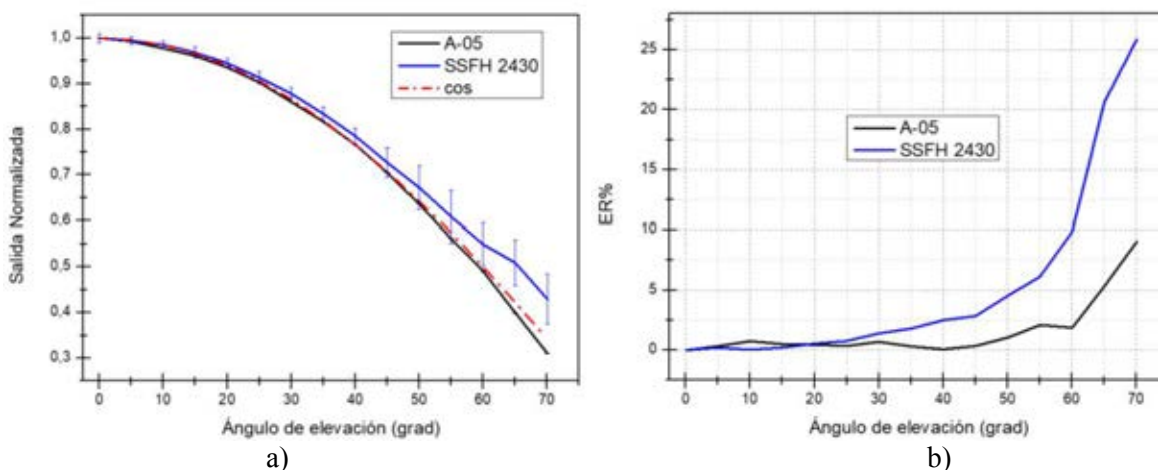 1,0
0,9
0,8
0,7
0,6
0,5
0,4
0,3
Salida Normalizada
A-05
SSFH 2430
cos
0 10 20 30 40 50 60 70
Ángulo de elevación (grad)
a)
25
20
15
10
5
0
ER%
A-05
SSFH 2430
0 10 20 30 40 50 60 70
Ángulo de elevación (grad)
b)